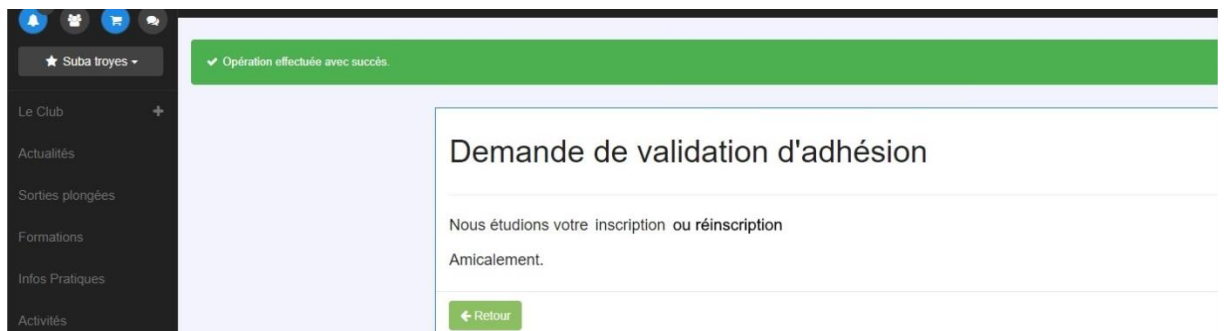 Suba troyes
Opération effectuée avec succès.
Le Club
Actualités
Sorties plongées
Formations
Infos Pratiques
Activités
Demande de validation d'adhésion
Nous étudions votre inscription ou réinscription
Amicalement.
Retour